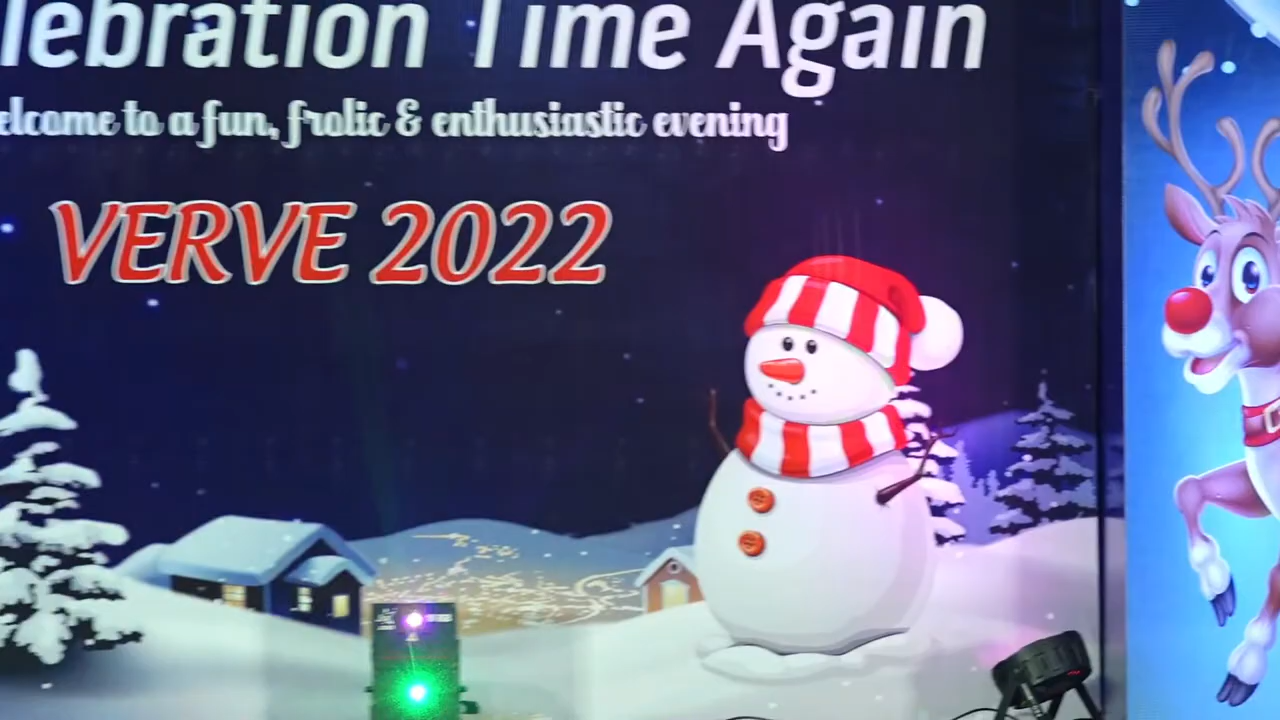 lebration Time Again
elcome to a fun, frolic & enthusiastic evening
VERVE 2022